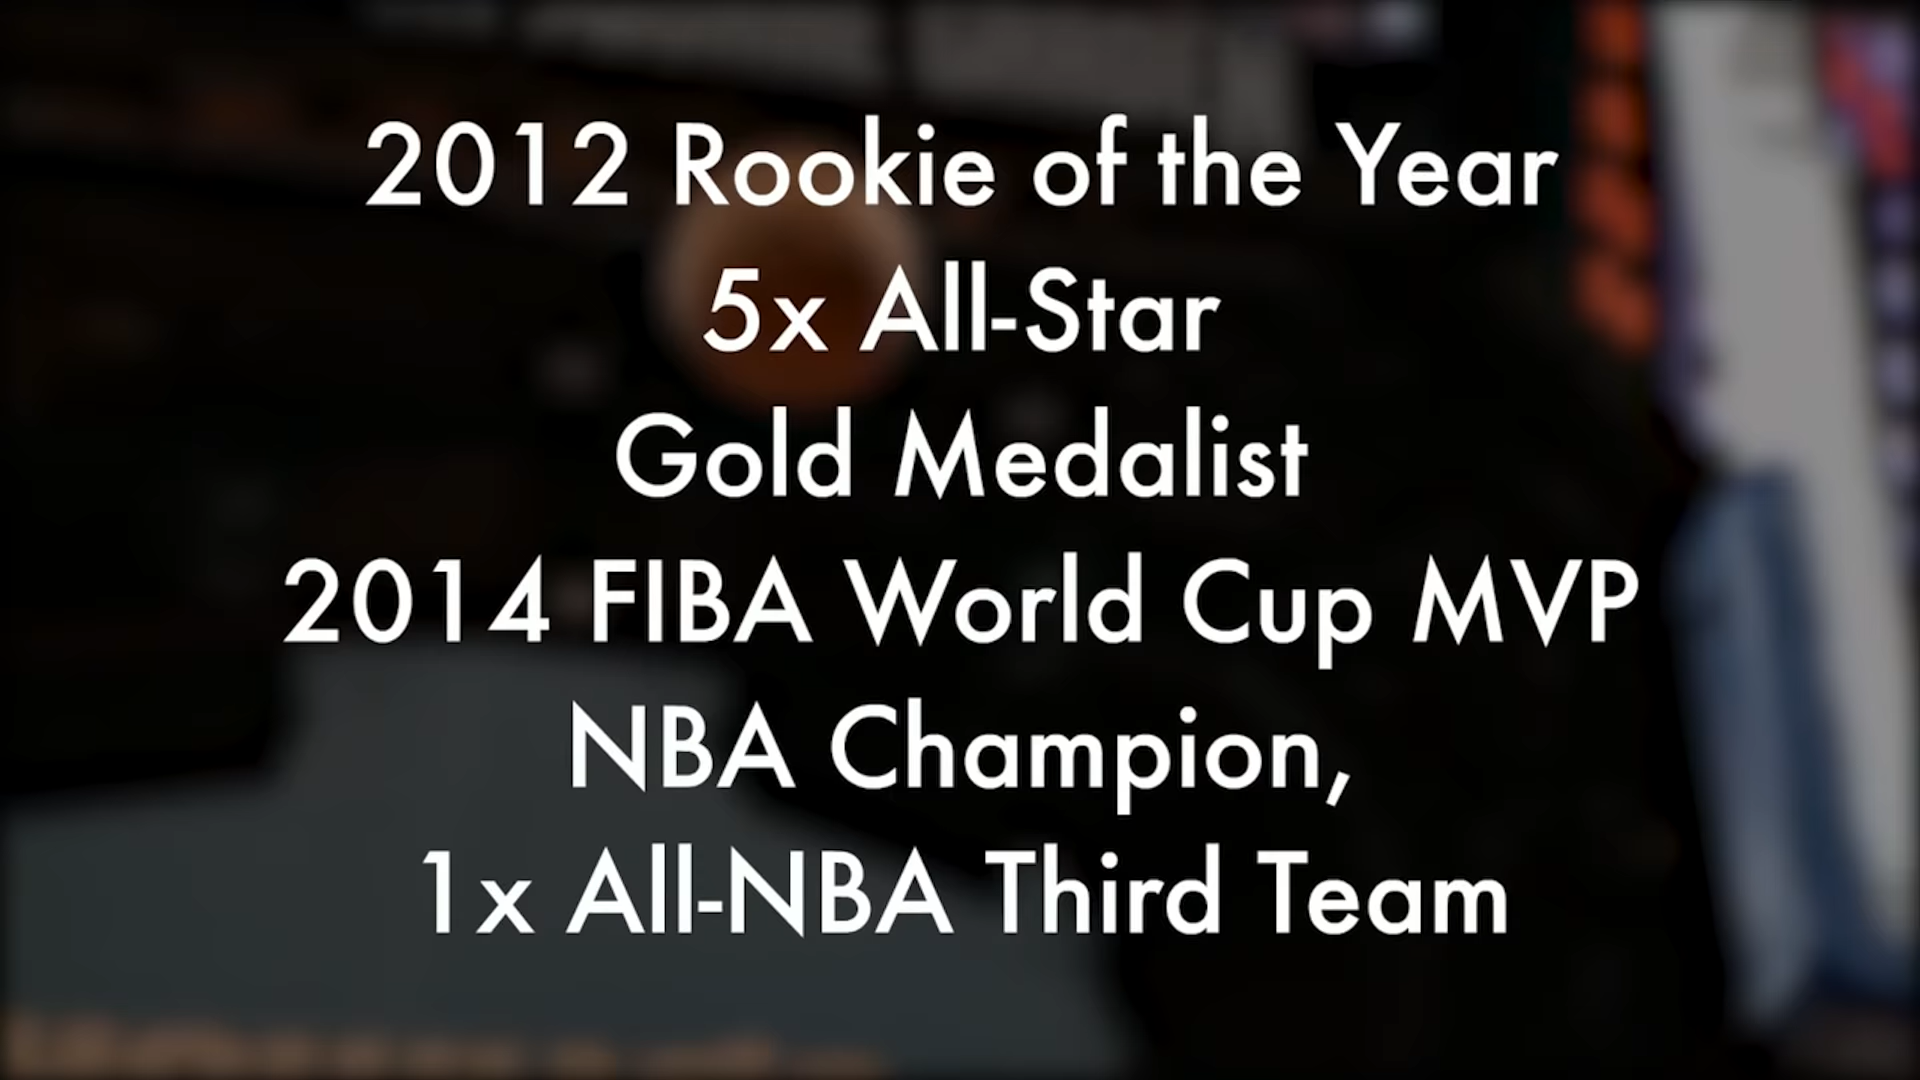 2012 Rookie of the Year
5x All-Star
Gold Medalist
2014 FIBA World Cup MVP
NBA Champion,
1x All-NBA Third Team